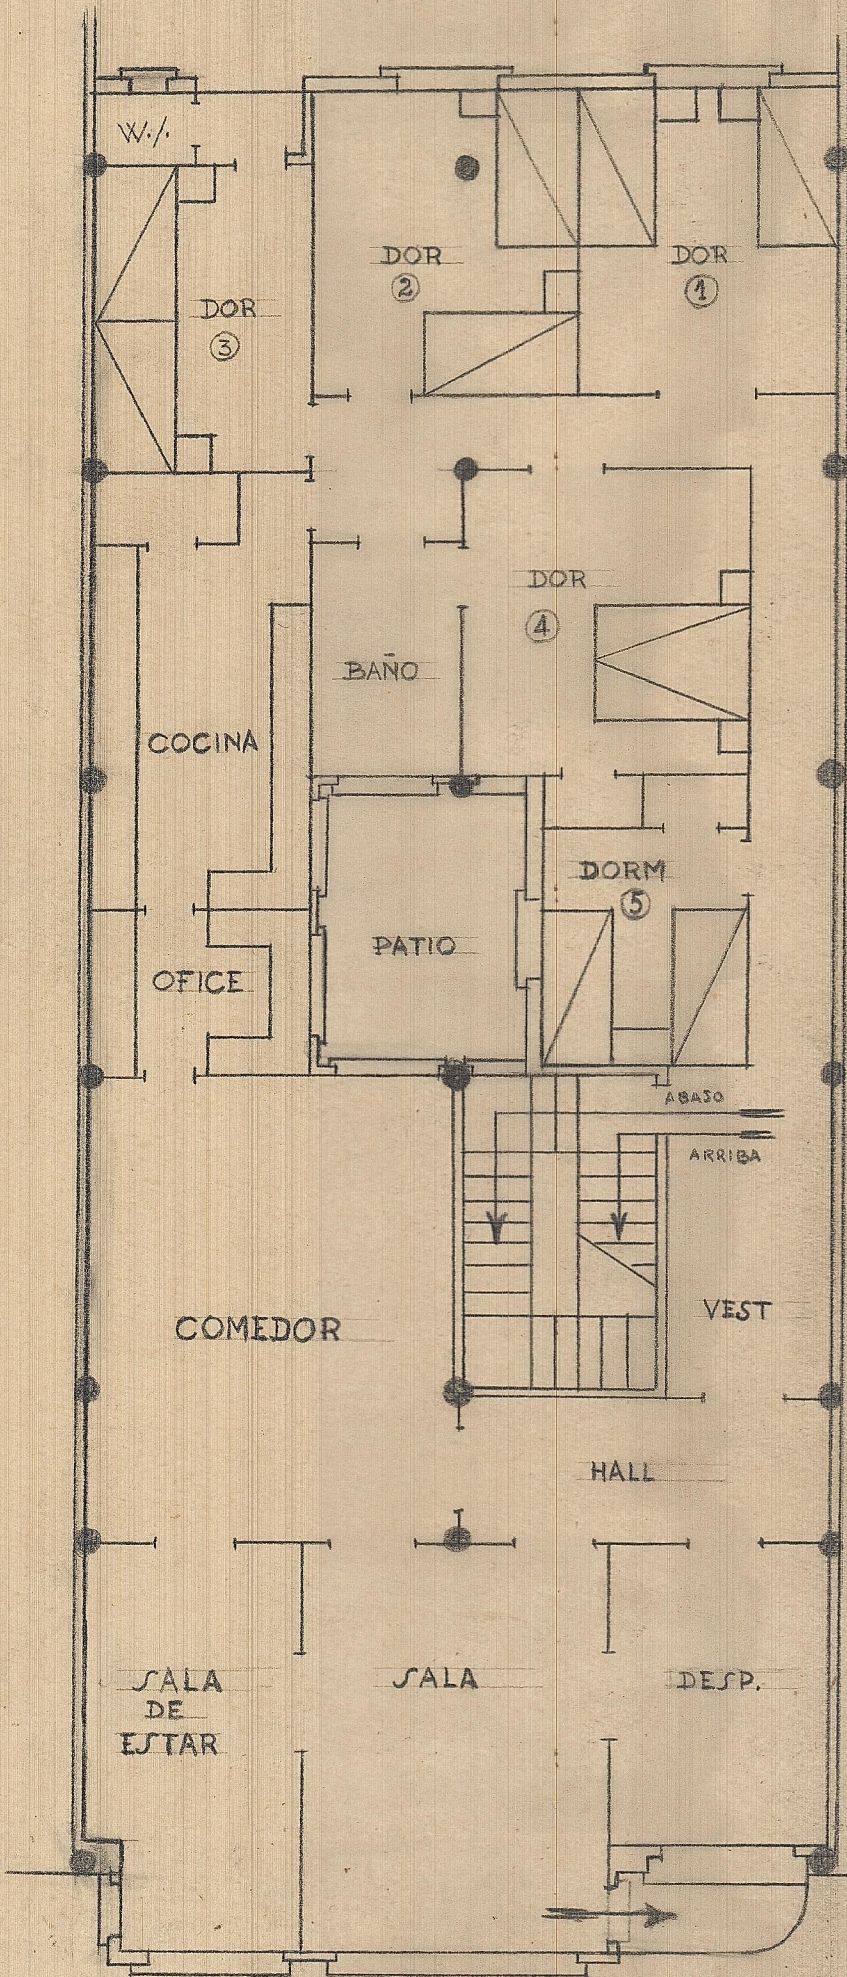 W./.
DOR
②
DOR
①
DOR
③
DOR
④
BAÑO
COCINA
DORM
⑤
PATIO
OFICE
ABAJO
ARRIBA
VEST
COMEDOR
HALL
SALA
DE
ESTAR
SALA
DESP.